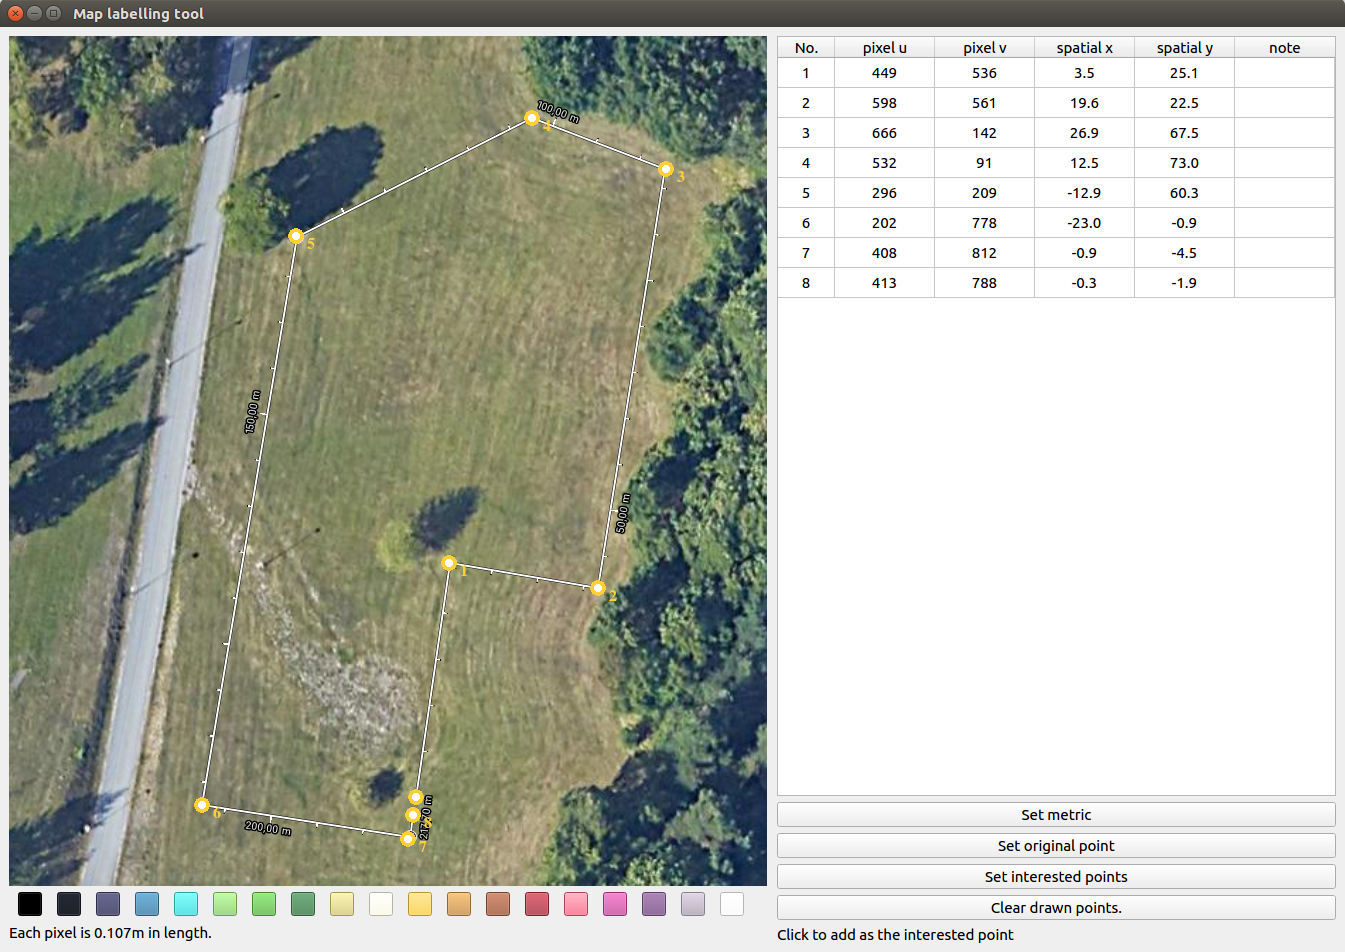 Map labelling tool
No. pixel u pixel v spatial x spatial y note
1 449 536 3.5 25.1
2 598 561 19.6 22.5
3 666 142 26.9 67.5
4 532 91 12.5 73.0
5 296 209 -12.9 60.3
6 202 778 -23.0 -0.9
7 408 812 -0.9 -4.5
8 413 788 -0.3 -1.9
100,00 m
4
3
5
150,00 m
50,00 m
1
2
6
200,00 m
7
Set metric
Set original point
Set interested points
Clear drawn points.
Each pixel is 0.107m in length.
Click to add as the interested point